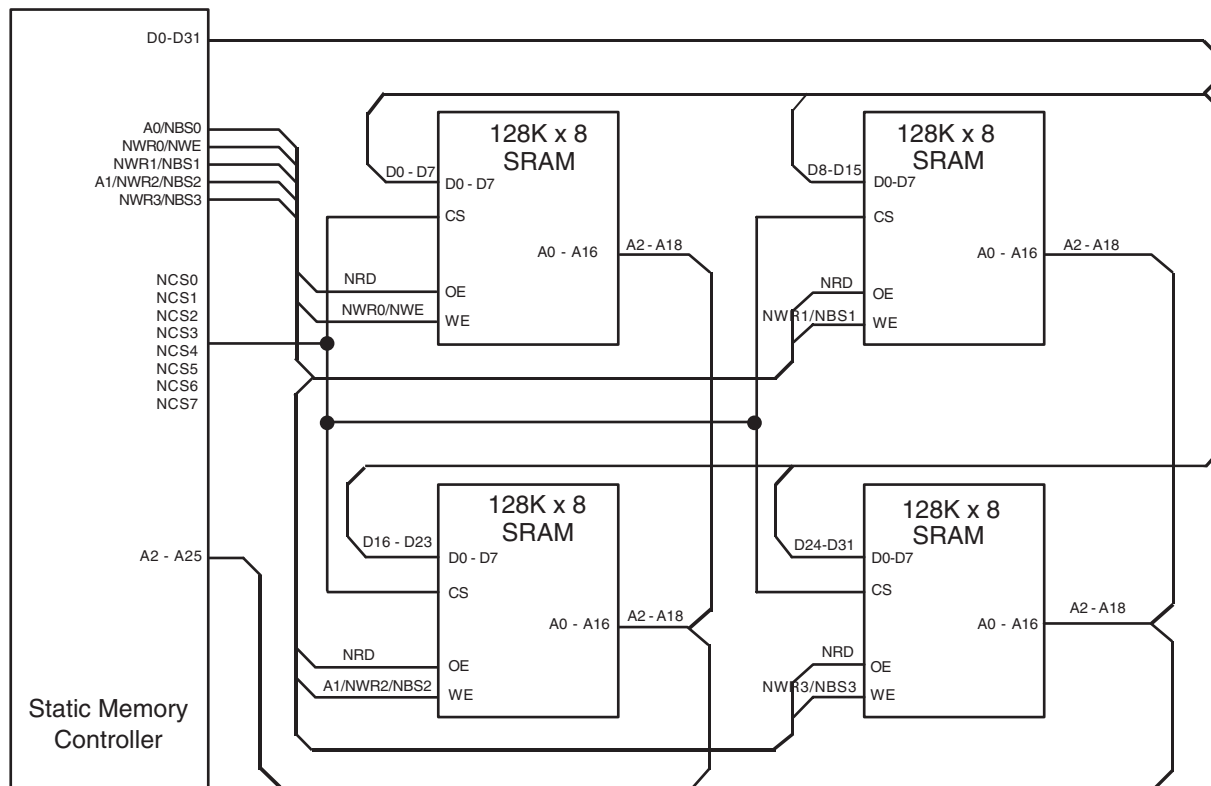 D0-D31
A0/NBS0
NWR0/NWE
NWR1/NBS1
A1/NWR2/NBS2
NWR3/NBS3
NCS0
NCS1
NCS2
NCS3
NCS4
NCS5
NCS6
NCS7
A2 - A25
Static Memory
Controller
128K x 8
SRAM
D0 - D7
D0 - D7
CS
A0 - A16
A2 - A18
NRD
OE
NWR0/NWE
WE
128K x 8
SRAM
D8-D15
D0-D7
CS
A0 - A16
A2 - A18
NRD
OE
NWR1/NBS1
WE
128K x 8
SRAM
D16 - D23
D0 - D7
CS
A0 - A16
A2 - A18
NRD
OE
A1/NWR2/NBS2
WE
128K x 8
SRAM
D24-D31
D0-D7
CS
A0 - A16
A2 - A18
NRD
OE
NWR3/NBS3
WE